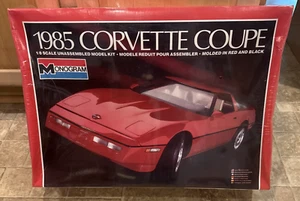 1985 CORVETTE COUPE
1/8 SCALE UNASSEMBLED MODEL KIT • MODELE REDUIT POUR ASSEMBLER • MOLDED IN RED AND BLACK
MONOGRAM